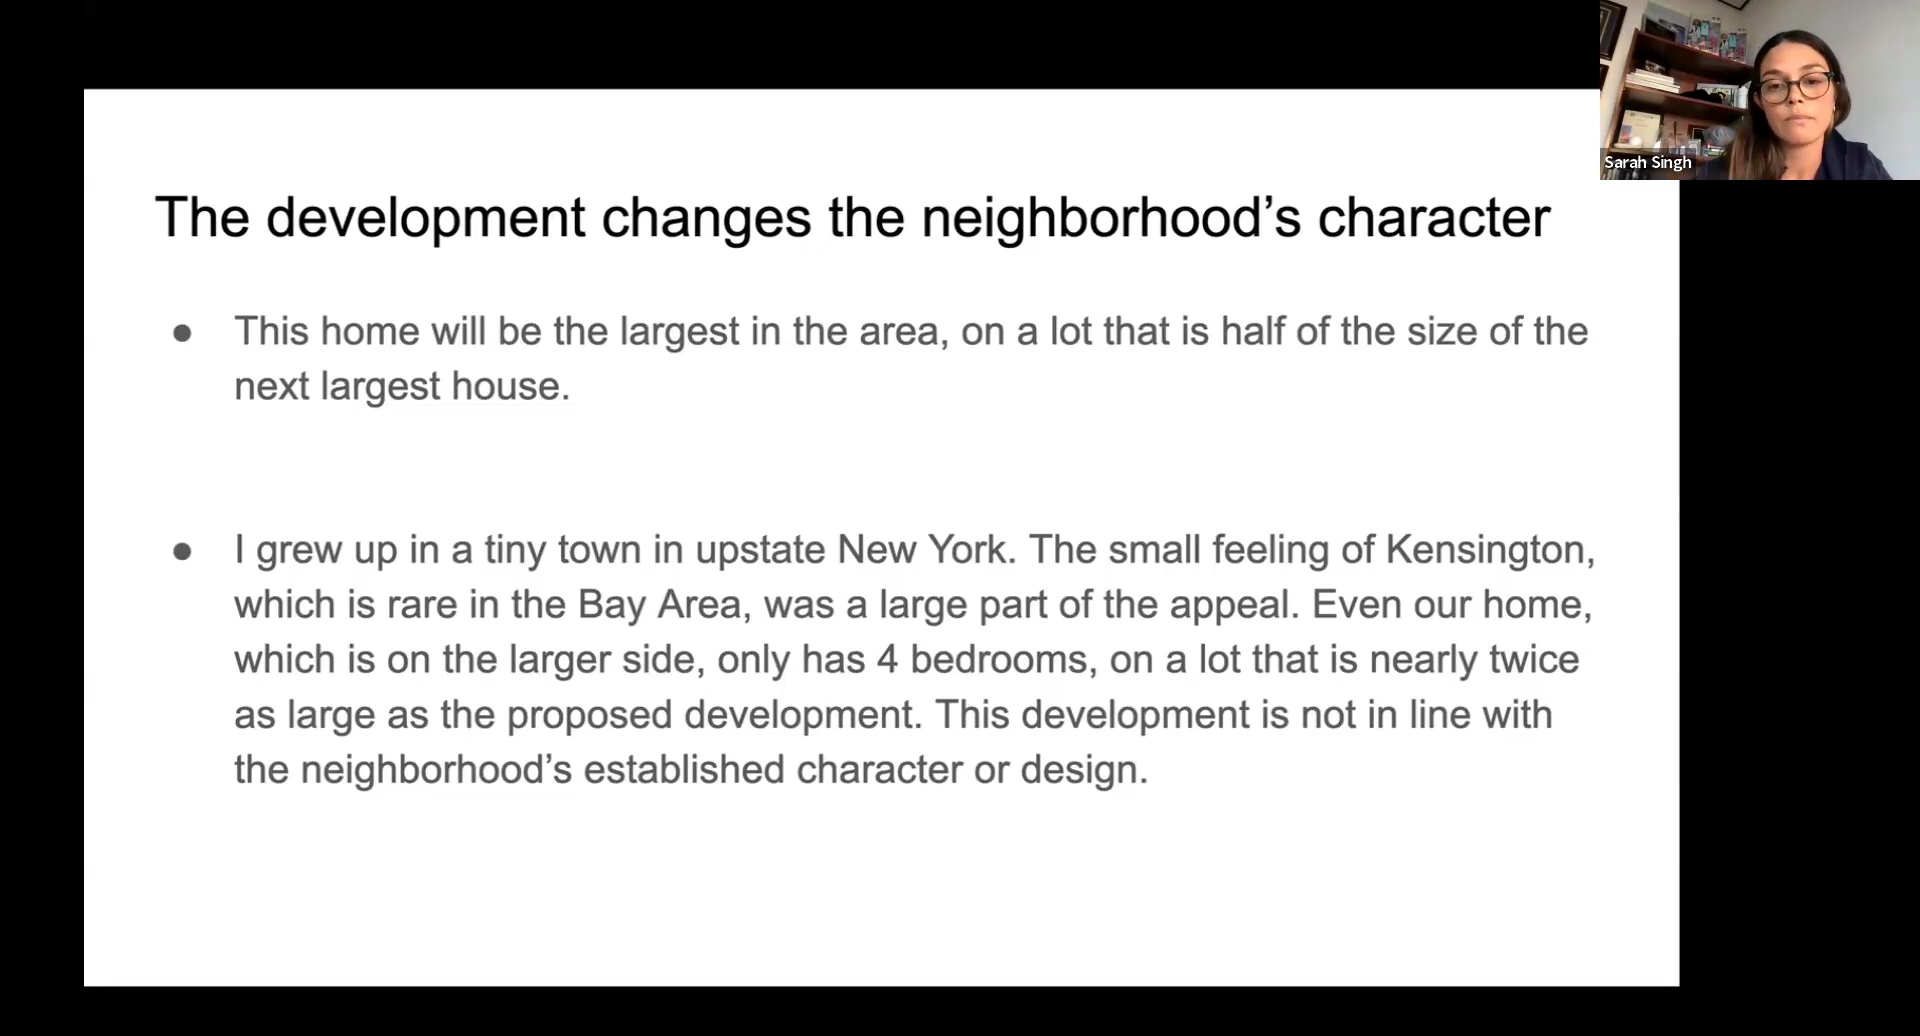 Sarah Singh
The development changes the neighborhood’s character
● This home will be the largest in the area, on a lot that is half of the size of the
next largest house.
● I grew up in a tiny town in upstate New York. The small feeling of Kensington,
which is rare in the Bay Area, was a large part of the appeal. Even our home,
which is on the larger side, only has 4 bedrooms, on a lot that is nearly twice
as large as the proposed development. This development is not in line with
the neighborhood’s established character or design.